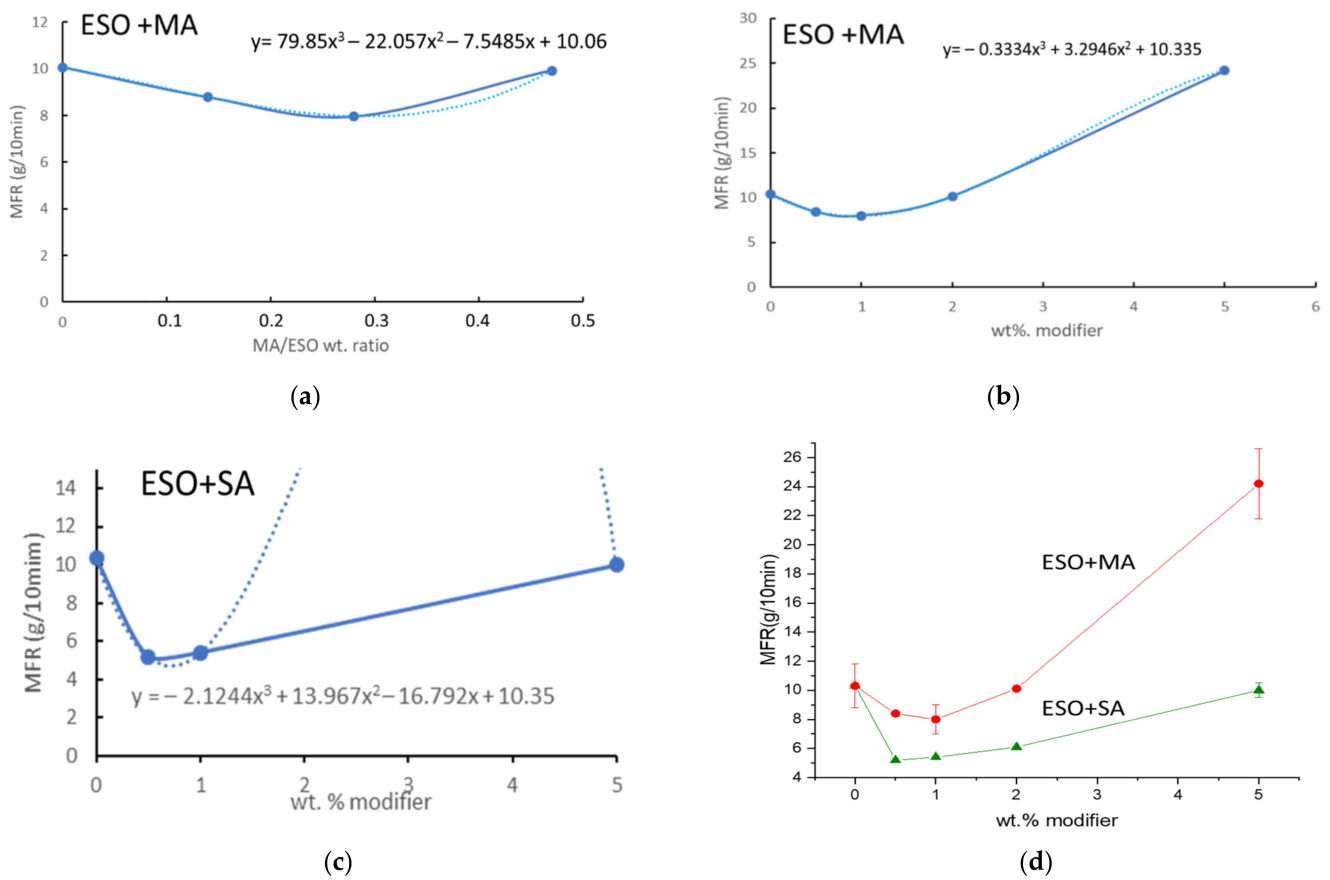 ESO +MA
y= 79.85x³ – 22.057x² – 7.5485x + 10.06
12
10
8
6
4
2
0
MFR (g/10min)
0 0.1 0.2 0.3 0.4 0.5
MA/ESO wt. ratio
(a)
ESO +MA
y= – 0.3334x³ + 3.2946x² + 10.335
30
25
20
15
10
5
0
MFR (g/10min)
0 1 2 3 4 5 6
wt%. modifier
(b)
ESO+SA
14
12
10
8
6
4
2
0
MFR (g/10mim)
y = – 2.1244x³ + 13.967x² – 16.792x + 10.35
0 1 2 3 4 5
wt. % modifier
(c)
26
24
22
20
18
16
14
12
10
8
6
4
MFR(g/10min)
ESO+MA
ESO+SA
0 1 2 3 4 5
wt.% modifier
(d)